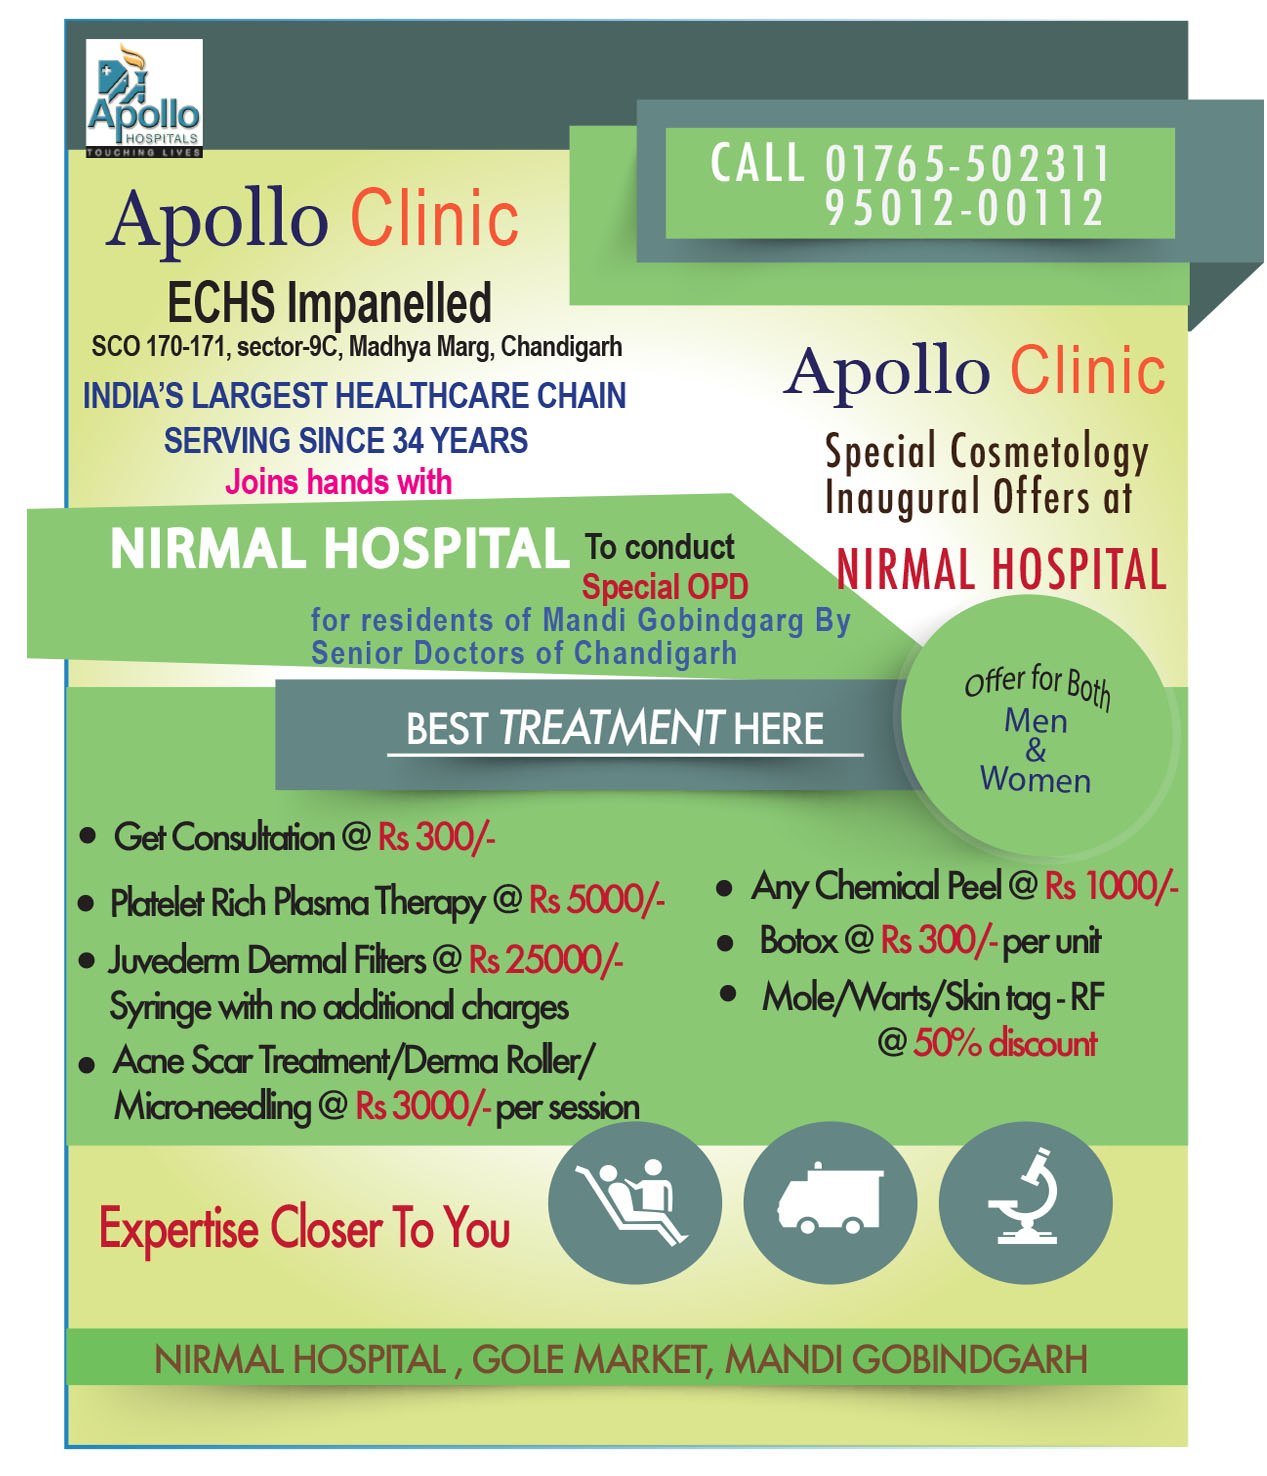 Apollo
HOSPITALS
TOUCHING LIVES
CALL 01765-502311
95012-00112
Apollo Clinic
ECHS Impanelled
SCO 170-171, sector-9C, Madhya Marg, Chandigarh
INDIA'S LARGEST HEALTHCARE CHAIN
SERVING SINCE 34 YEARS
Joins hands with
NIRMAL HOSPITAL To conduct
Special OPD
for residents of Mandi Gobindgarg By
Senior Doctors of Chandigarh
Apollo Clinic
Special Cosmetology
Inaugural Offers at
NIRMAL HOSPITAL
Offer for Both
Men
&
Women
BEST TREATMENT HERE
• Get Consultation @ Rs 300/-
• Platelet Rich Plasma Therapy @ Rs 5000/-
• Juvederm Dermal Filters @ Rs 25000/-
Syringe with no additional charges
• Acne Scar Treatment/Derma Roller/
Micro-needling @ Rs 3000/- per session
• Any Chemical Peel @ Rs 1000/-
• Botox @ Rs 300/- per unit
• Mole/Warts/Skin tag - RF
@ 50% discount
Expertise Closer To You
NIRMAL HOSPITAL , GOLE MARKET, MANDI GOBINDGARH